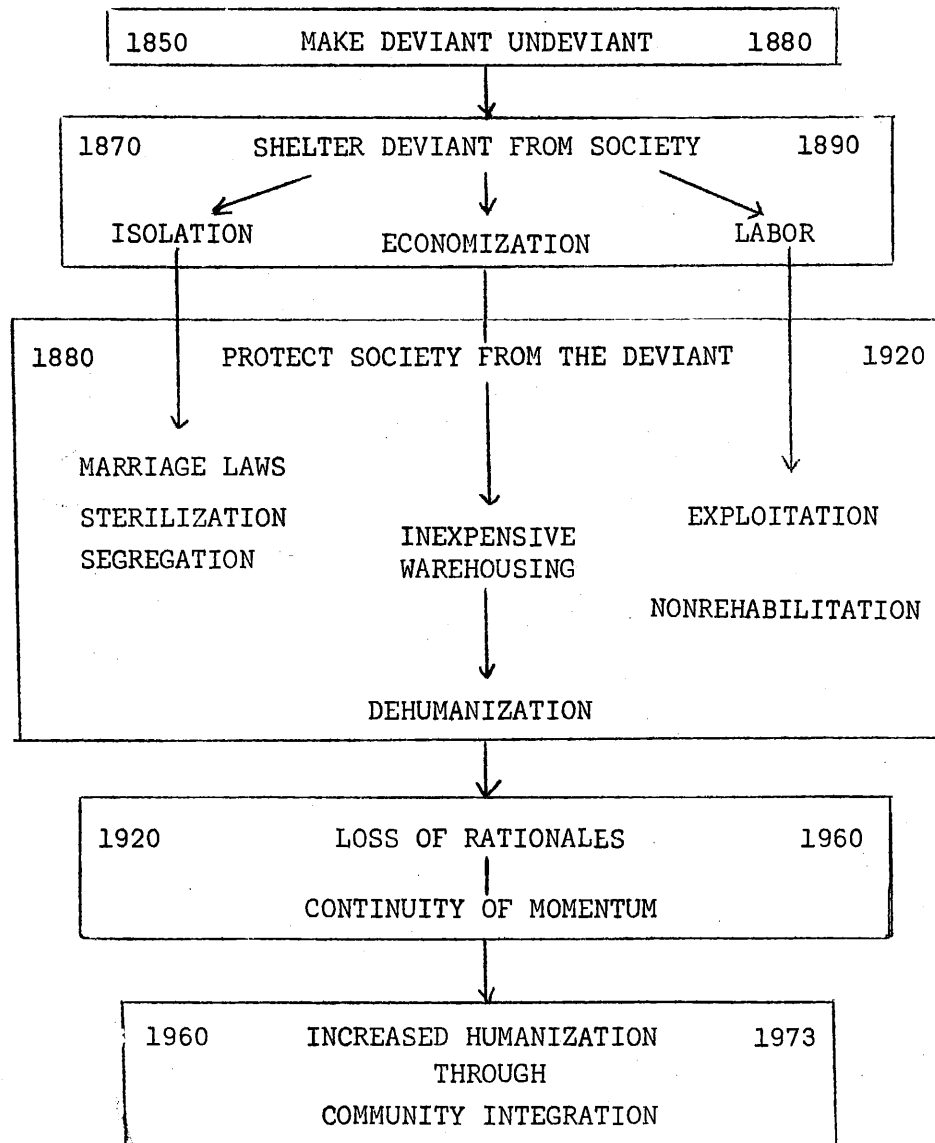 1850 MAKE DEVIANT UNDEVIANT 1880
1870 SHELTER DEVIANT FROM SOCIETY 1890
ISOLATION ECONOMIZATION LABOR
1880 PROTECT SOCIETY FROM THE DEVIANT 1920
MARRIAGE LAWS
STERILIZATION
SEGREGATION
INEXPENSIVE
WAREHOUSING
EXPLOITATION
NONREHABILITATION
DEHUMANIZATION
1920 LOSS OF RATIONALES 1960
CONTINUITY OF MOMENTUM
1960 INCREASED HUMANIZATION 1973
THROUGH
COMMUNITY INTEGRATION